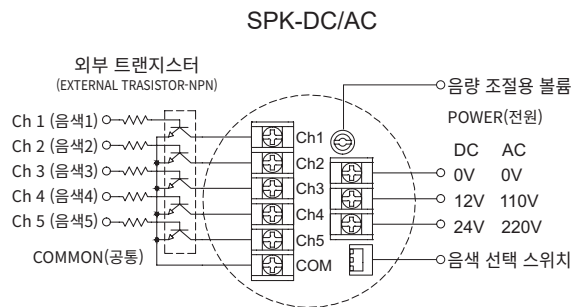 SPK-DC/AC
외부 트랜지스터
(EXTERNAL TRASISTOR-NPN)
Ch 1 (음색1)
Ch 2 (음색2)
Ch 3 (음색3)
Ch 4 (음색4)
Ch 5 (음색5)
COMMON(공통)
Ch1
Ch2
Ch3
Ch4
Ch5
COM
음량 조절용 볼륨
POWER(전원)
DC AC
0V 0V
12V 110V
24V 220V
음색 선택 스위치